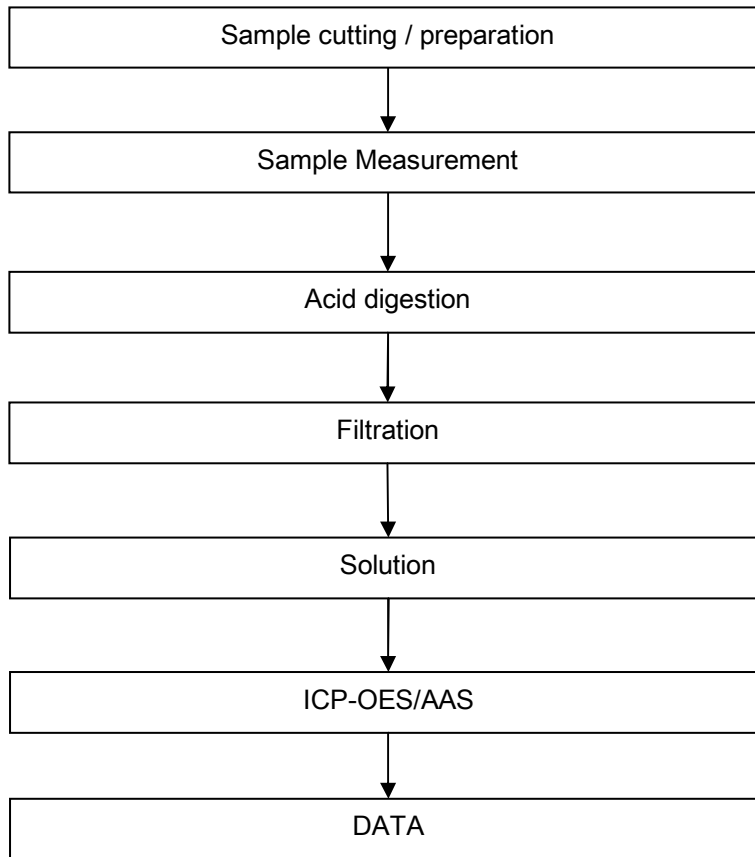 Sample cutting / preparation
Sample Measurement
Acid digestion
Filtration
Solution
ICP-OES/AAS
DATA